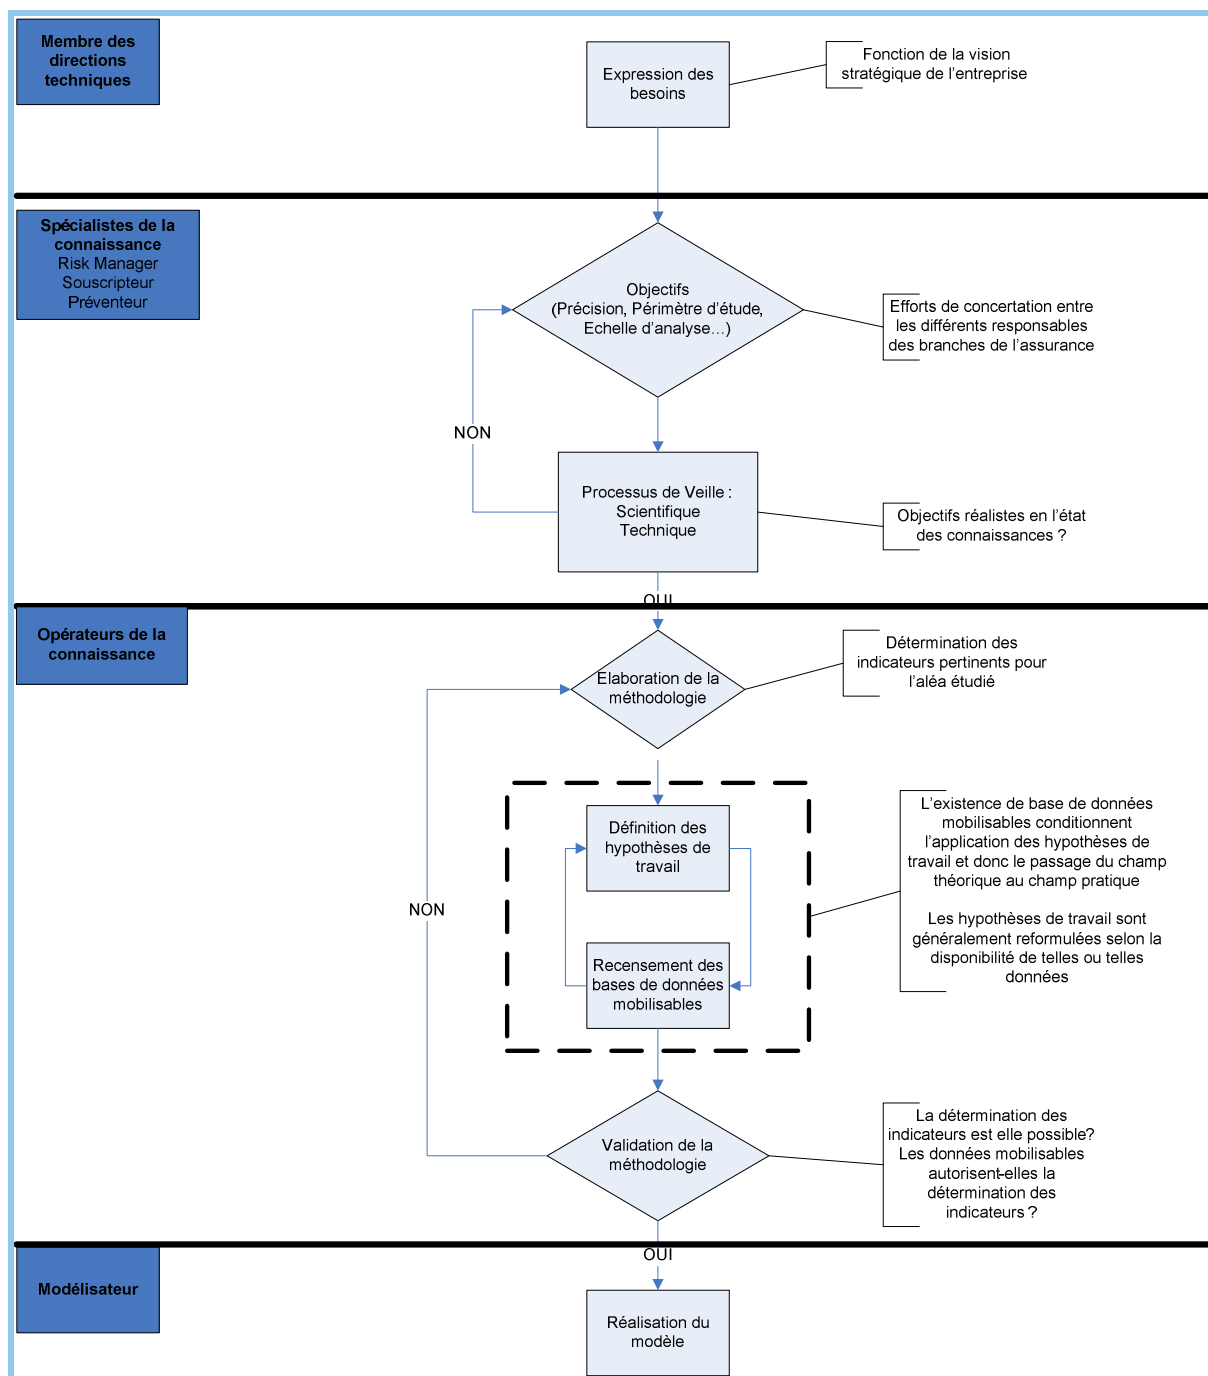 Membre des
directions
techniques
Expression des
besoins
Fonction de la vision
stratégique de l'entreprise
Spécialistes de la
connaissance
Risk Manager
Souscripteur
Préventeur
Objectifs
(Précision, Périmètre d'étude,
Echelle d'analyse…)
Efforts de concertation entre
les différents responsables
des branches de l'assurance
NON
Processus de Veille :
Scientifique
Technique
Objectifs réalistes en l'état
des connaissances ?
OUI
Opérateurs de la
connaissance
Elaboration de la
méthodologie
Détermination des
indicateurs pertinents pour
l'aléa étudié
Définition des
hypothèses de
travail
L'existence de base de données
mobilisables conditionnent
l'application des hypothèses de
travail et donc le passage du champ
théorique au champ pratique
Les hypothèses de travail sont
généralement reformulées selon la
disponibilité de telles ou telles
données
NON
Recensement des
bases de données
mobilisables
Validation de la
méthodologie
La détermination des
indicateurs est elle possible?
Les données mobilisables
autorisent-elles la
détermination des
indicateurs ?
OUI
Modélisateur
Réalisation du
modèle